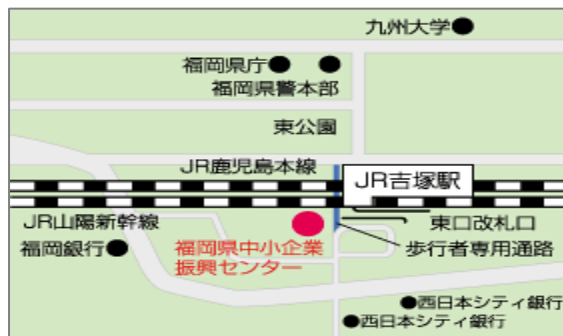 九州大学
福岡県庁
福岡県警本部
東公園
JR鹿児島本線
JR吉塚駅
JR山陽新幹線
東口改札口
福岡銀行
福岡県中小企業
振興センター
歩行者専用通路
西日本シティ銀行
西日本シティ銀行